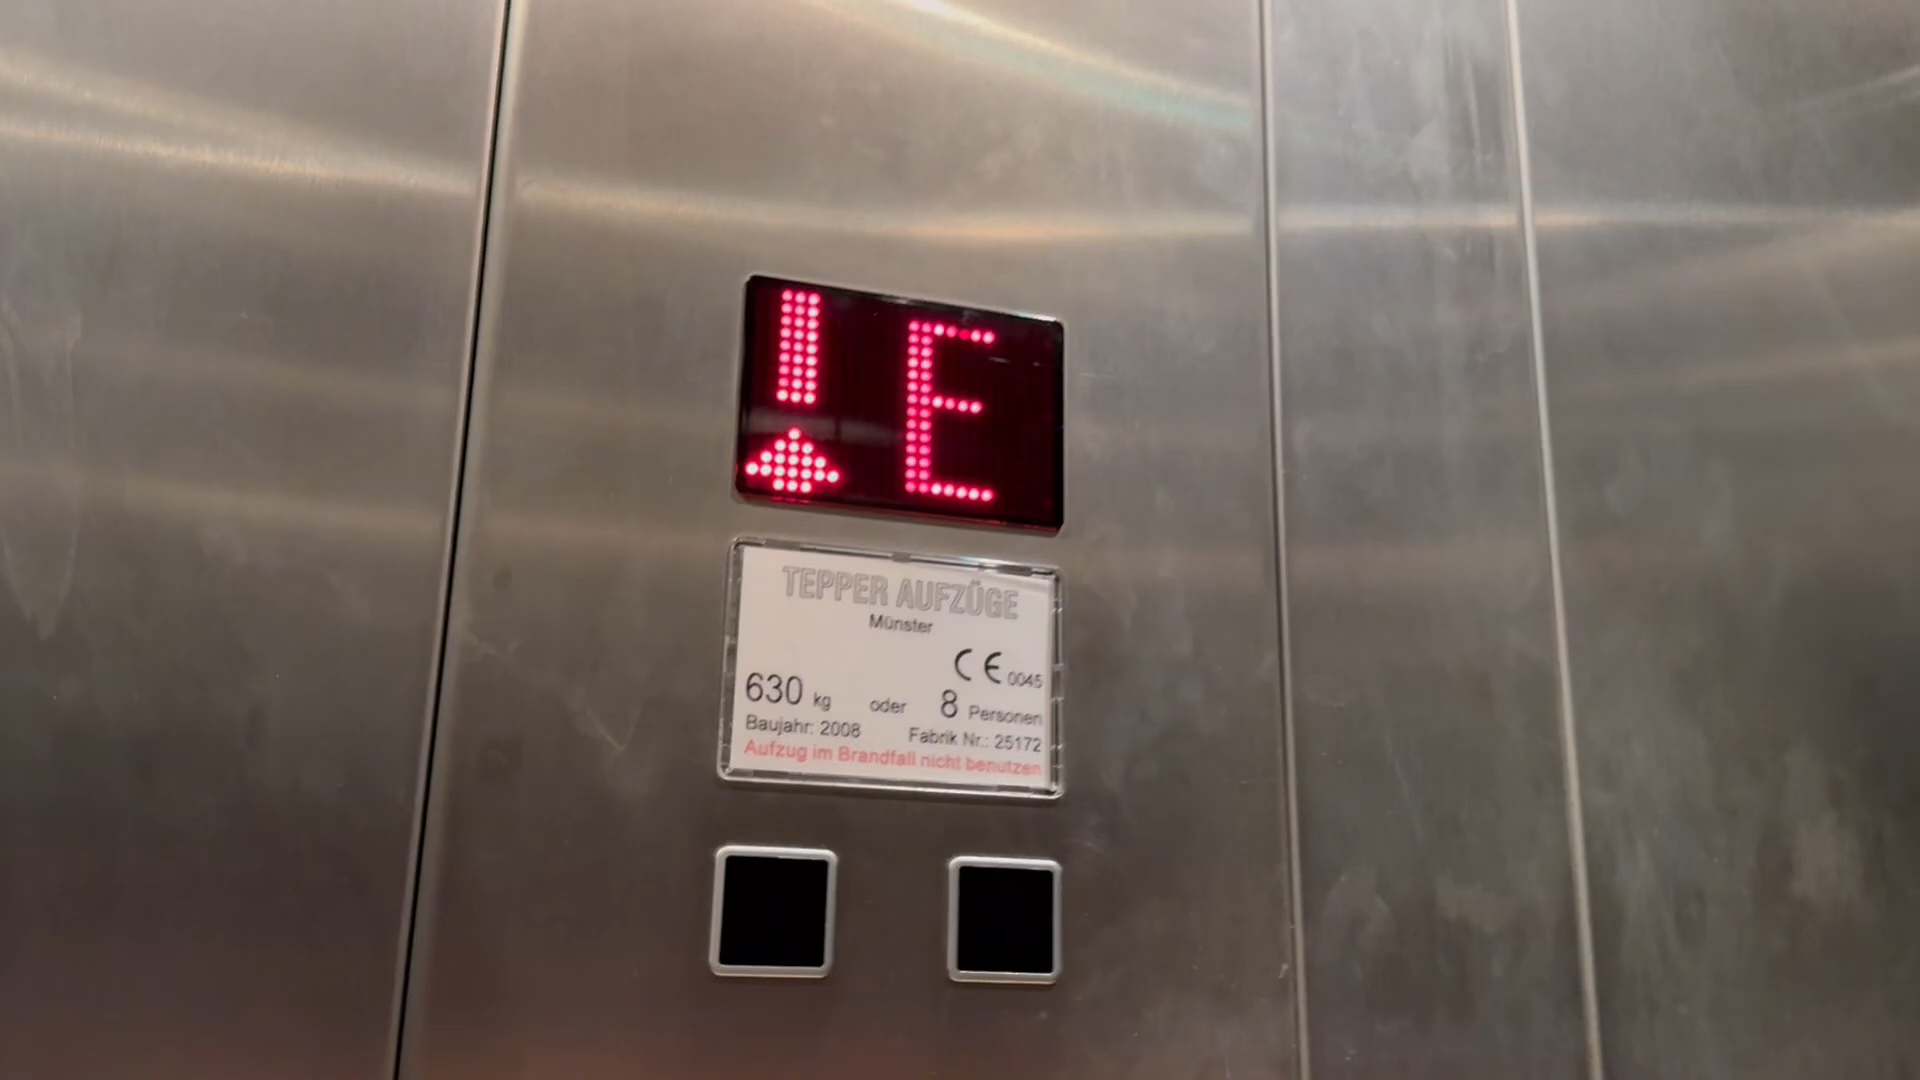 E
TEPPER AUFZÜGE
Münster
CE 0045
630 kg oder 8 Personen
Baujahr: 2008 Fabrik Nr.: 25172
Aufzug im Brandfall nicht benutzen